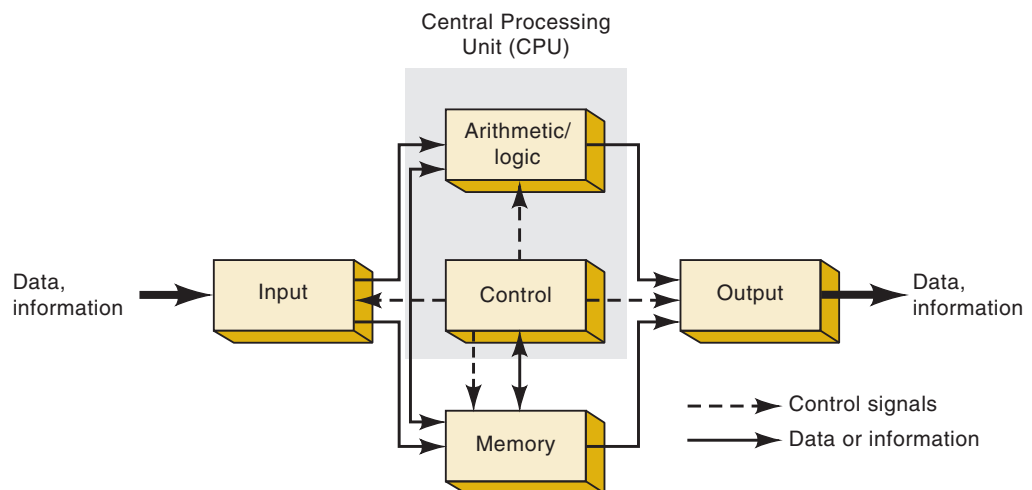 Central Processing
Unit (CPU)
Arithmetic/
logic
Data,
information
Input
Control
Output
Data,
information
Memory
Control signals
Data or information